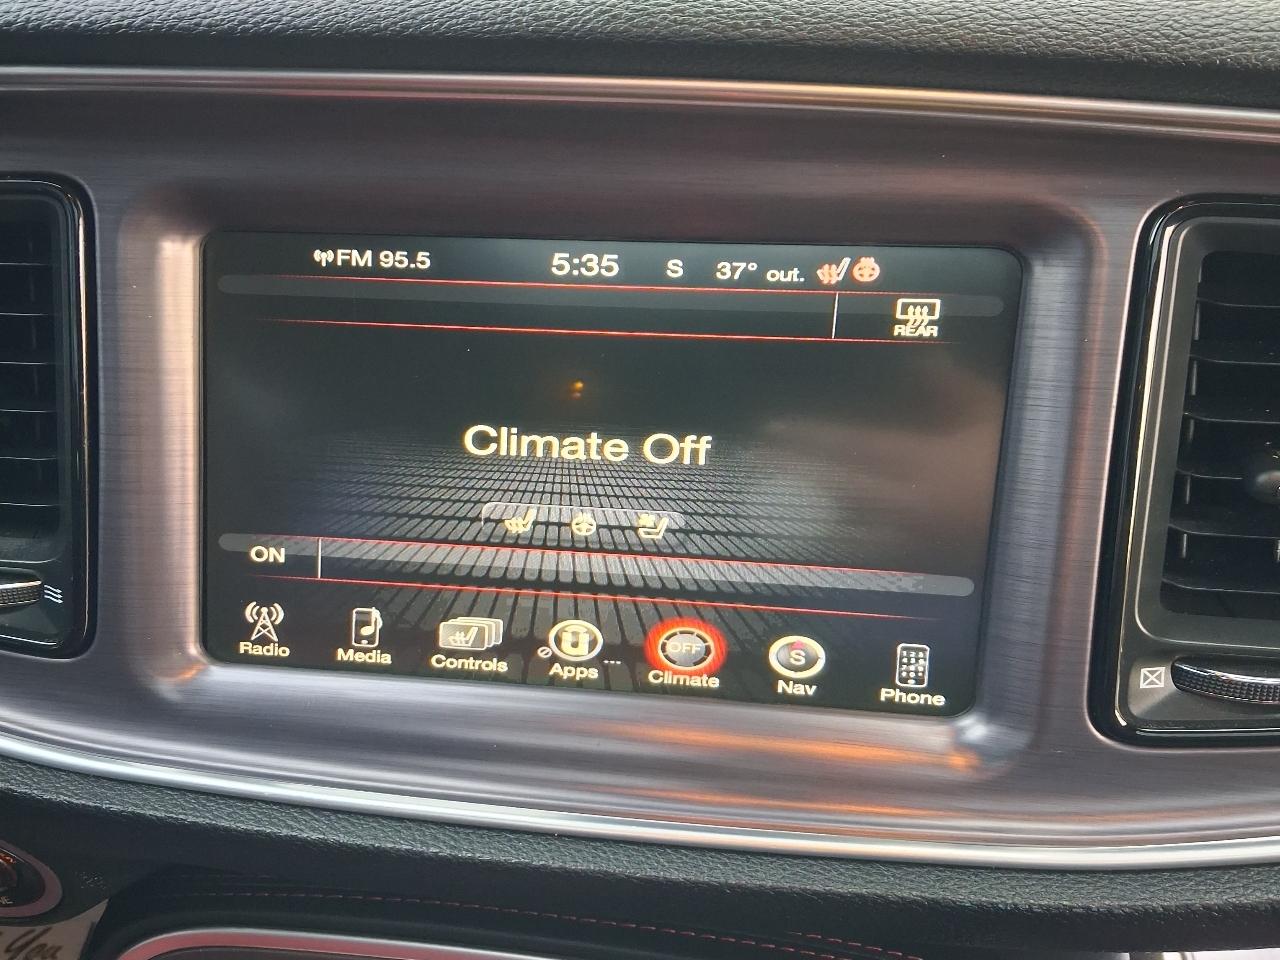 FM 95.5 5:35 S 37° out.
REAR
Climate Off
ON
OFF
S
Radio Media Controls Apps ... Climate Nav Phone
You